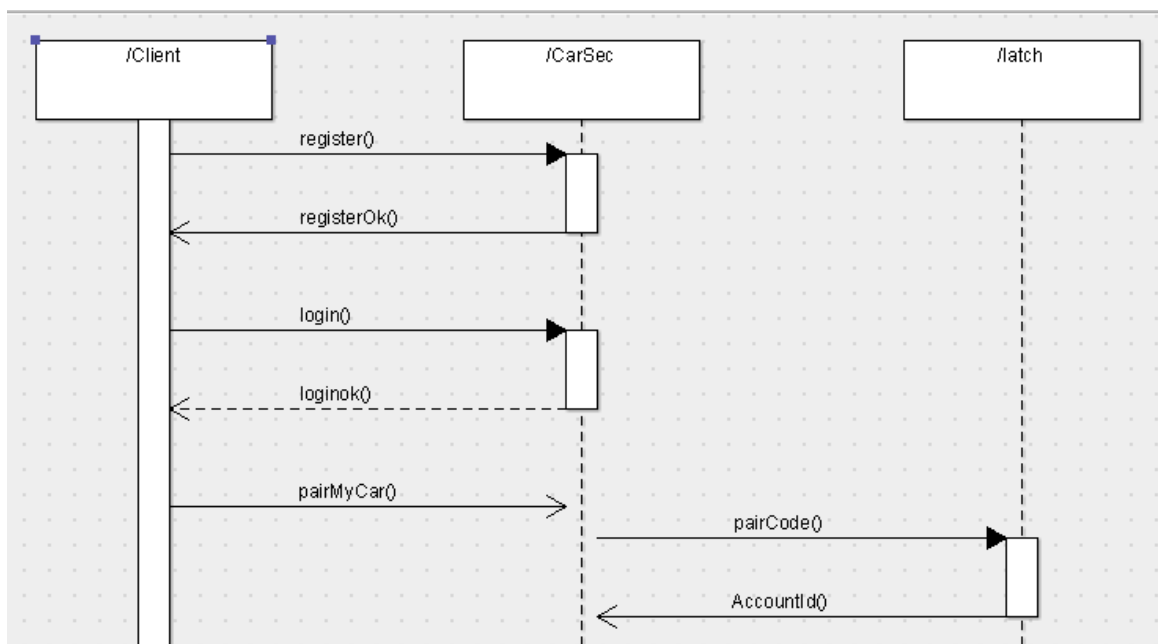 /Client
/CarSec
/latch
register()
registerOk()
login()
loginok()
pairMyCar()
pairCode()
AccountId()